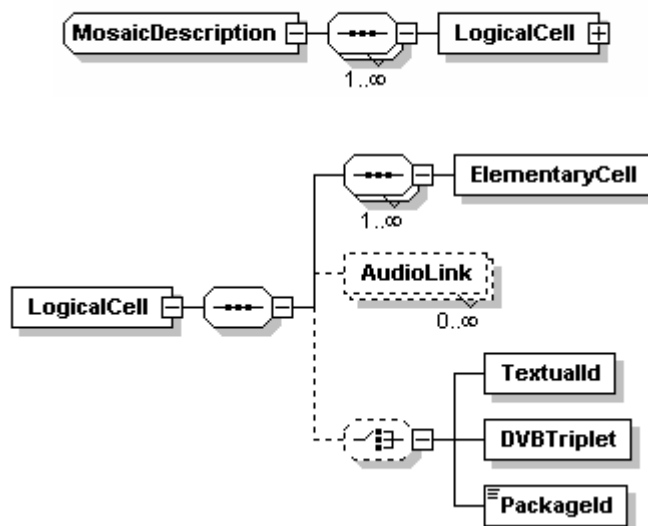 MosaicDescription
LogicalCell
1..∞
ElementaryCell
1..∞
AudioLink
0..∞
LogicalCell
TextualId
DVBTriplet
PackageId